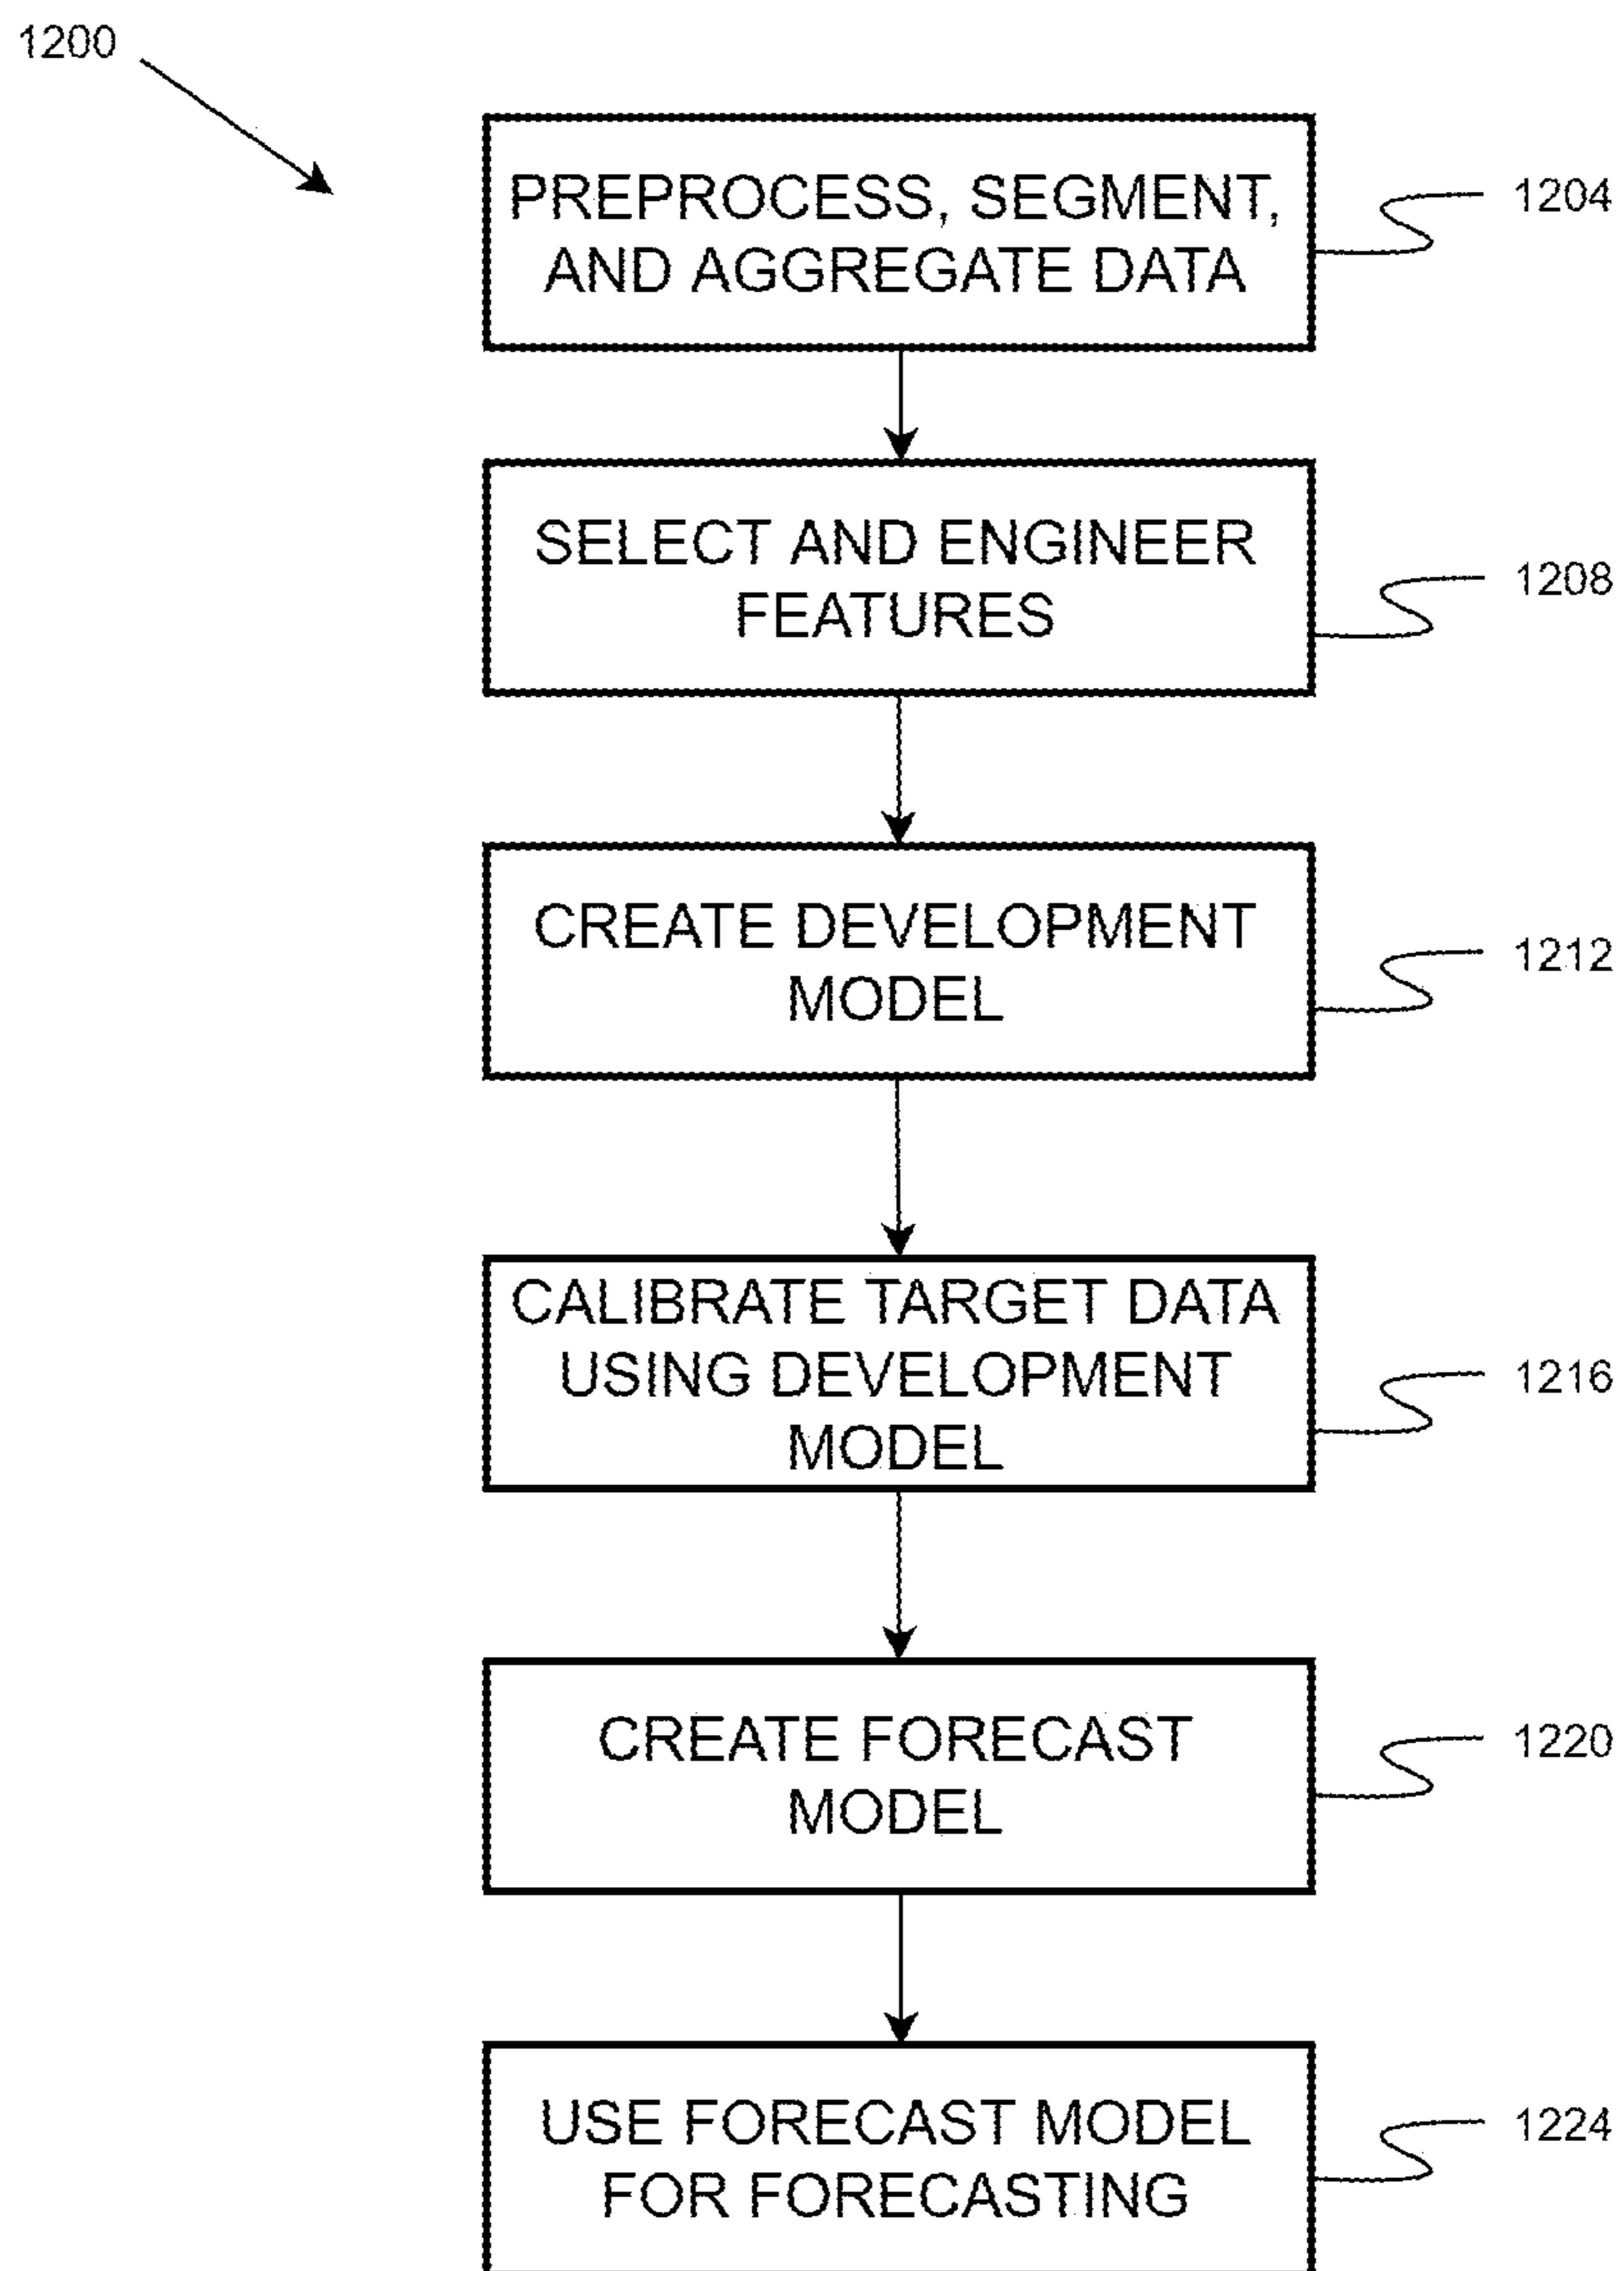 1200
PREPROCESS, SEGMENT,
AND AGGREGATE DATA
1204
SELECT AND ENGINEER
FEATURES
1208
CREATE DEVELOPMENT
MODEL
1212
CALIBRATE TARGET DATA
USING DEVELOPMENT
MODEL
1216
CREATE FORECAST
MODEL
1220
USE FORECAST MODEL
FOR FORECASTING
1224